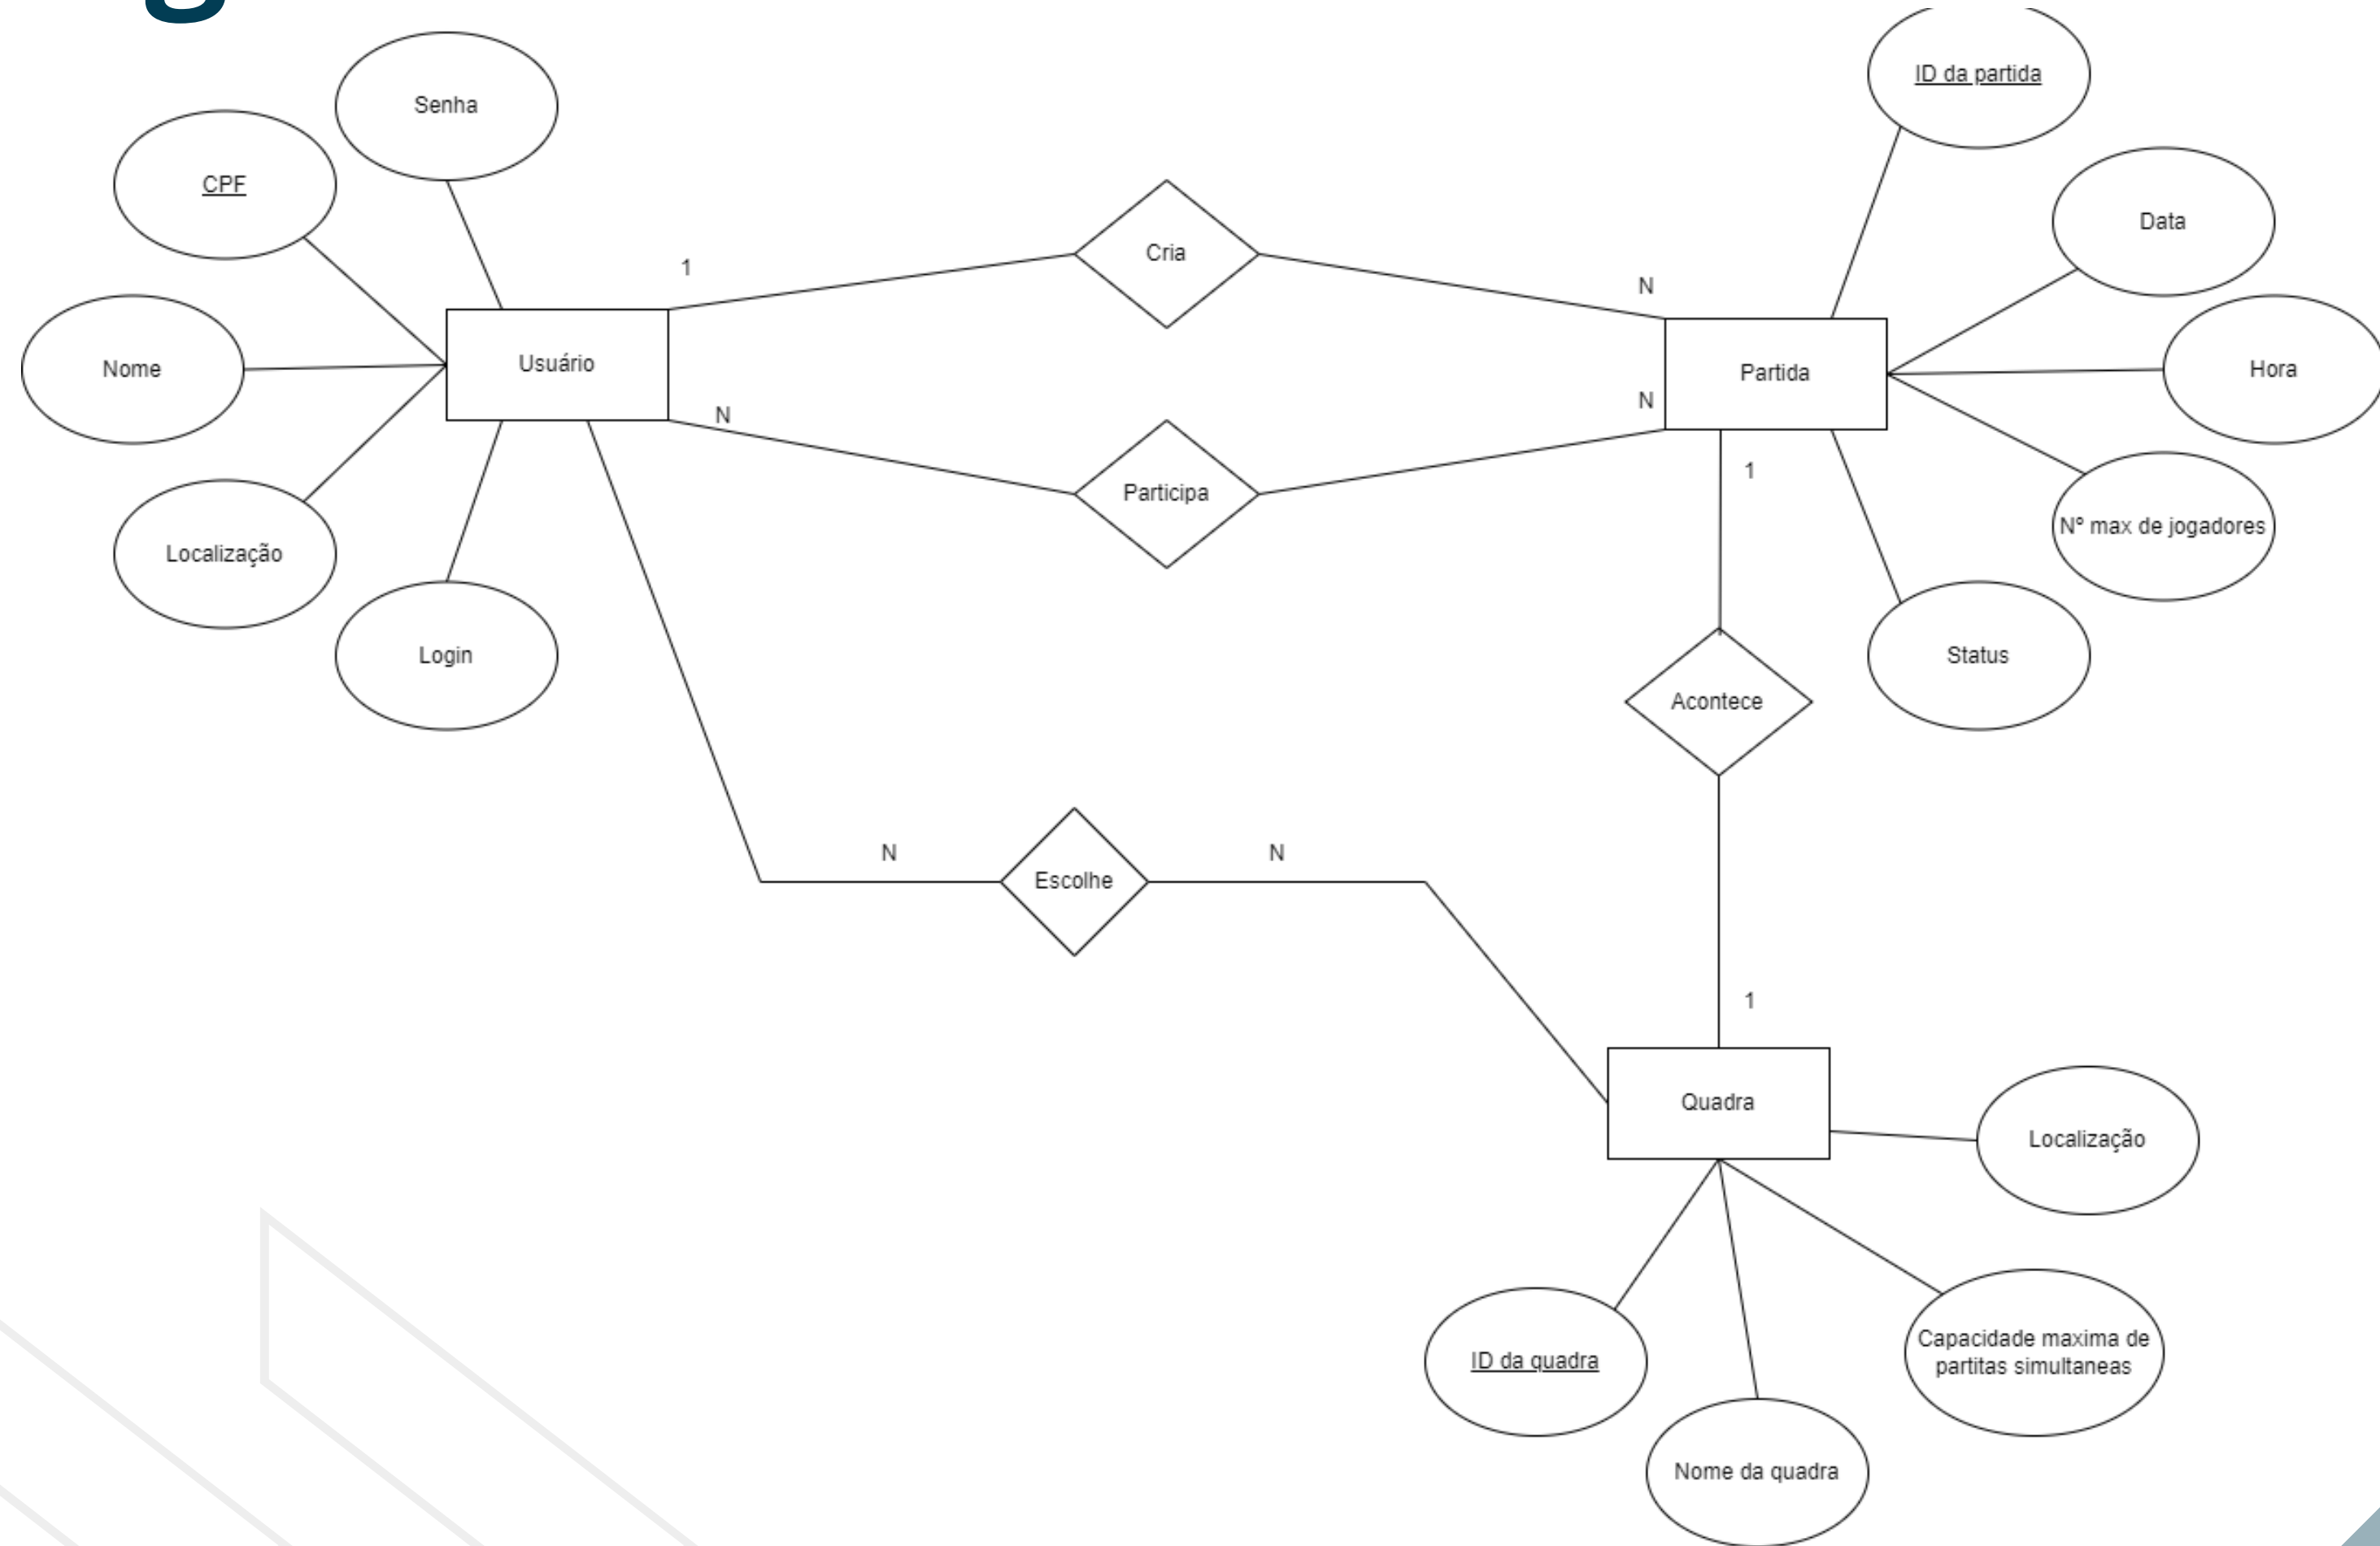 ID da partida
Senha
CPF
Data
Cria
1
N
Usuário
Partida
Nome
Hora
N
N
1
Participa
Nº max de jogadores
Localização
Login
Status
Acontece
N
N
Escolhe
1
Quadra
Localização
Capacidade maxima de
partitas simultaneas
ID da quadra
Nome da quadra